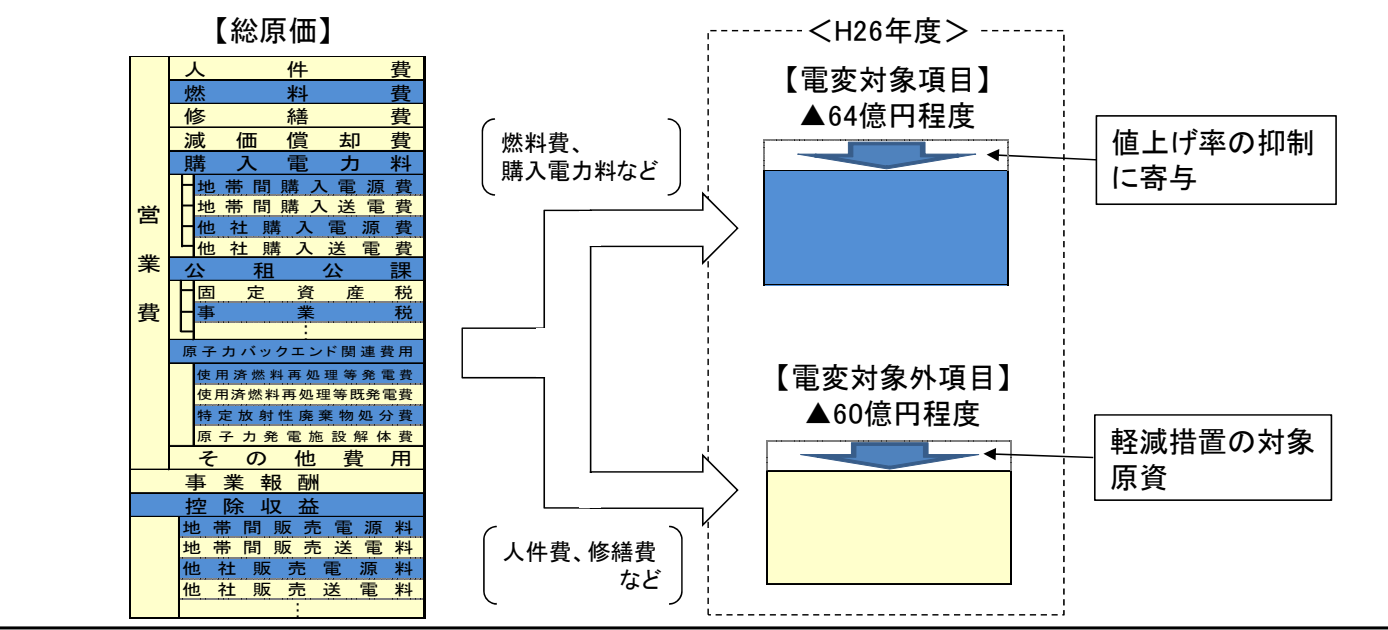 【総原価】
営業費
人件費
燃料費
修繕費
減価償却費
購入電力料
地帯間購入電源費
地帯間購入送電費
他社購入電源費
他社購入送電費
公租公課
固定資産税
事業税
⋮
原子力バックエンド関連費用
使用済燃料再処理等発電費
使用済燃料再処理等既発電費
特定放射性廃棄物処分費
原子力発電施設解体費
その他費用
事業報酬
控除収益
地帯間販売電源料
地帯間販売送電料
他社販売電源料
他社販売送電料
⋮
燃料費、
購入電力料など
人件費、修繕費
など
＜H26年度＞
【電変対象項目】
▲64億円程度
【電変対象外項目】
▲60億円程度
値上げ率の抑制
に寄与
軽減措置の対象
原資